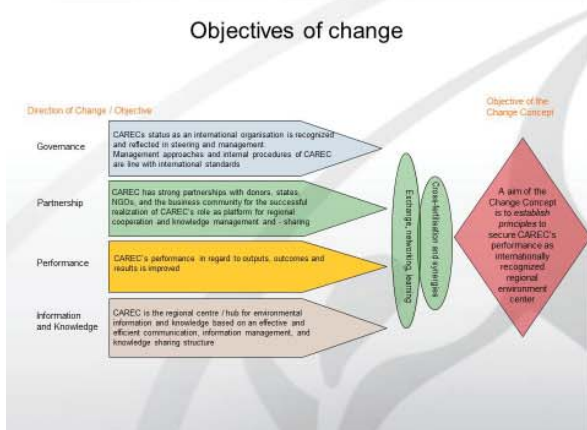 Objectives of change
Direction of Change / Objective
Objective of the
Change Concept
Governance
CARECs status as an international organisation is recognized
and reflected in steering and management.
Management approaches and internal procedures of CAREC
are line with international standards
Partnership
CAREC has strong partnerships with donors, states,
NGOs, and the business community for the successful
realization of CAREC's role as platform for regional
cooperation and knowledge management and - sharing
Performance
CAREC's performance in regard to outputs, outcomes and
results is improved
Information
and Knowledge
CAREC is the regional centre / hub for environmental
information and knowledge based on an effective and
efficient communication, information management, and
knowledge sharing structure
Exchange, networking, learning
Cross-fertilisation and synergies
A aim of the
Change Concept
is to establish
principles to
secure CAREC's
performance as
internationally
recognized
regional
environment
center